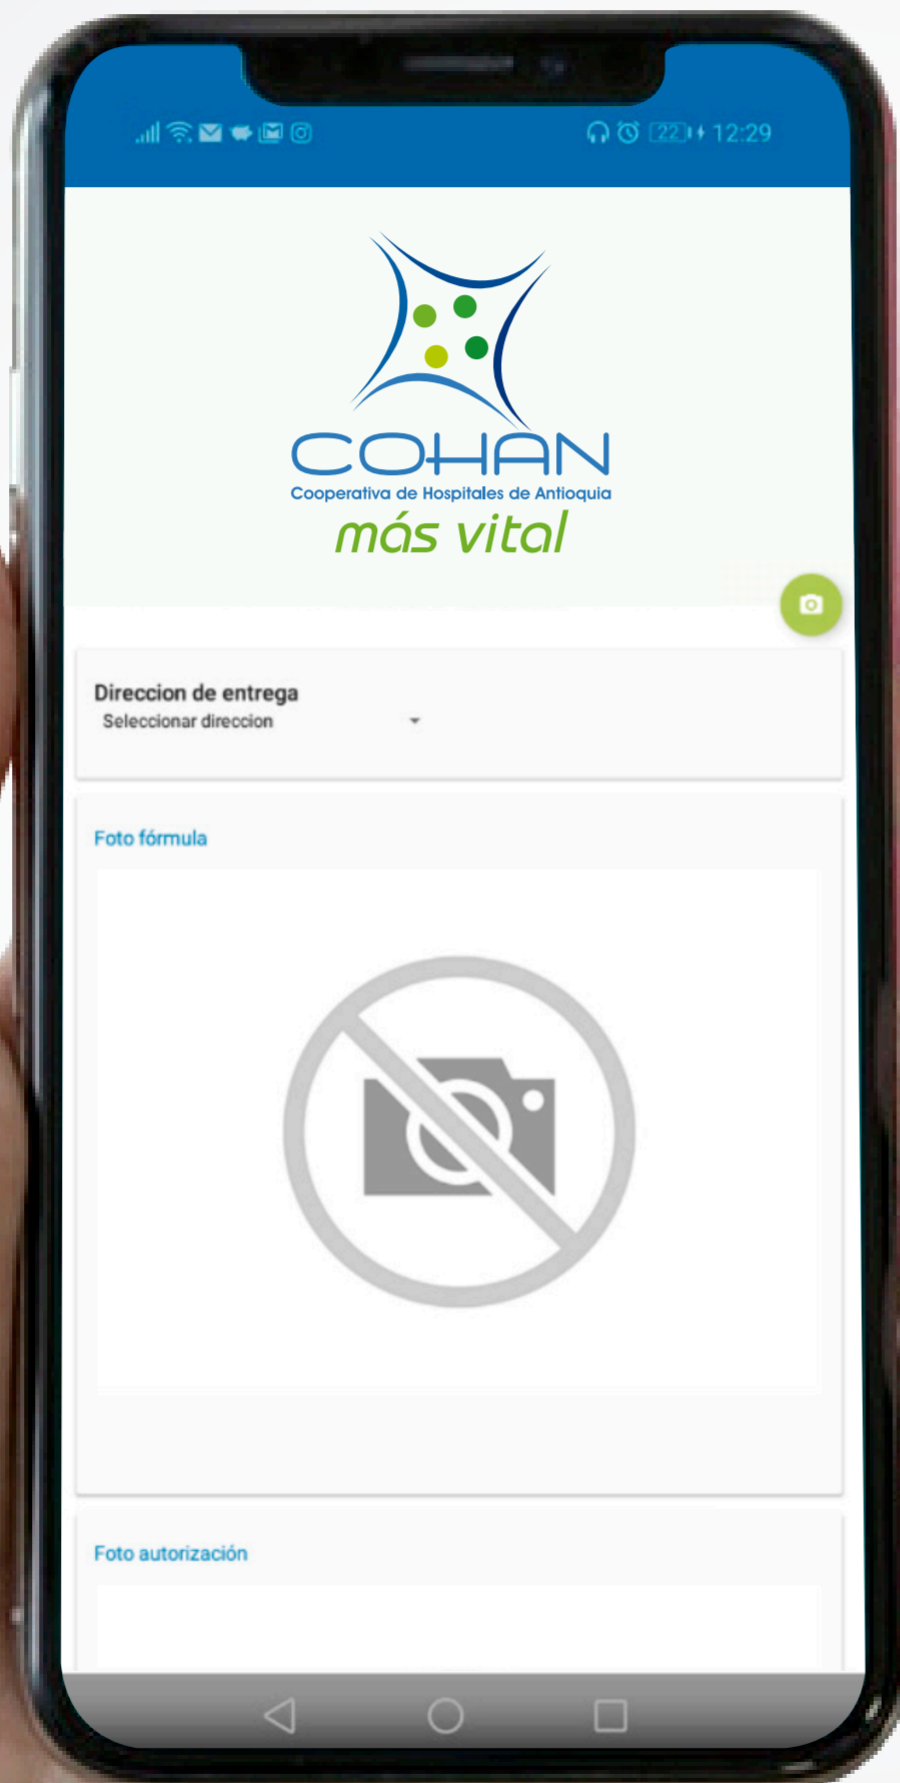 22 12:29
COHAN
Cooperativa de Hospitales de Antioquia
más vital
Direccion de entrega
Seleccionar direccion
Foto fórmula
Foto autorización